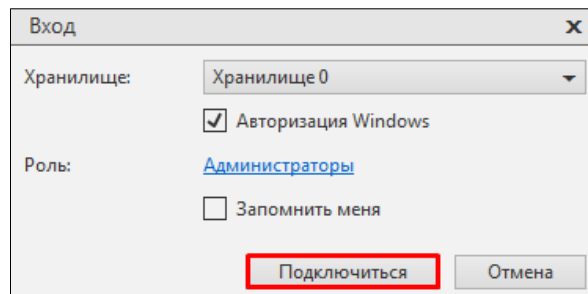 Вход
Хранилище: Хранилище 0
Авторизация Windows
Роль: Администраторы
Запомнить меня
Подключиться Отмена